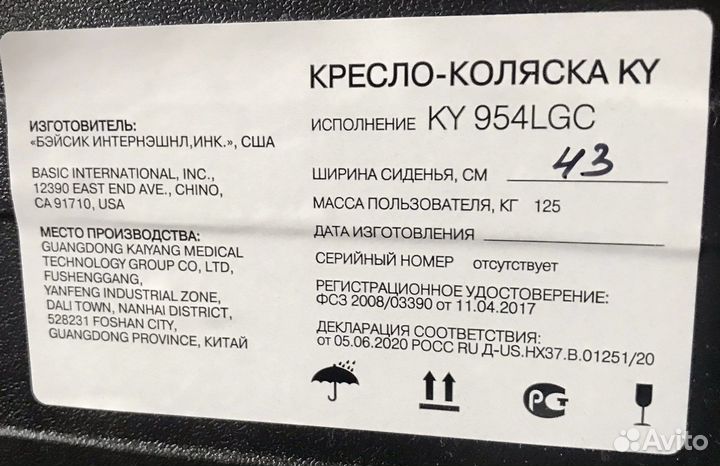 КРЕСЛО-КОЛЯСКА KY
ИСПОЛНЕНИЕ KY 954LGC
ШИРИНА СИДЕНЬЯ, СМ 43
МАССА ПОЛЬЗОВАТЕЛЯ, КГ 125
ДАТА ИЗГОТОВЛЕНИЯ
СЕРИЙНЫЙ НОМЕР отсутствует
РЕГИСТРАЦИОННОЕ УДОСТОВЕРЕНИЕ:
ФСЗ 2008/03390 от 11.04.2017
ДЕКЛАРАЦИЯ СООТВЕТСТВИЯ:
от 05.06.2020 РОСС RU Д-US.НХ37.В.01251/20
ИЗГОТОВИТЕЛЬ:
«БЭЙСИК ИНТЕРНЭШНЛ,ИНК.», США
BASIC INTERNATIONAL, INC.,
12390 EAST END AVE., CHINO,
CA 91710, USA
МЕСТО ПРОИЗВОДСТВА:
GUANGDONG KAIYANG MEDICAL
TECHNOLOGY GROUP CO, LTD,
FUSHENGGANG,
YANFENG INDUSTRIAL ZONE,
DALI TOWN, NANHAI DISTRICT,
528231 FOSHAN CITY,
GUANGDONG PROVINCE, КИТАЙ
РСТ
Avito